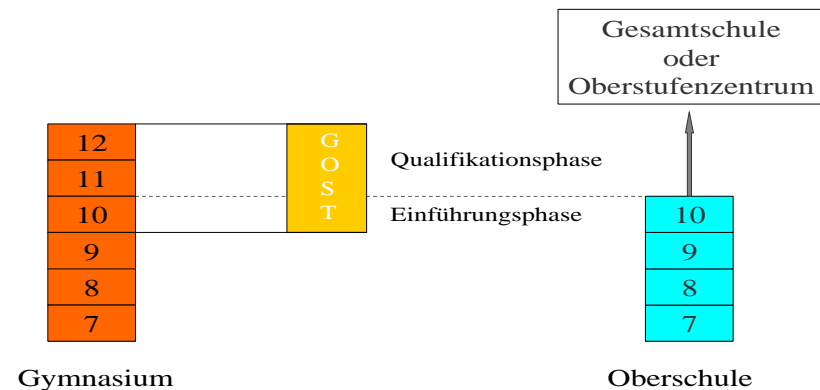 Gesamtschule
oder
Oberstufenzentrum
12
11
10
9
8
7
G
O
S
T
Qualifikationsphase
Einführungsphase
10
9
8
7
Gymnasium
Oberschule